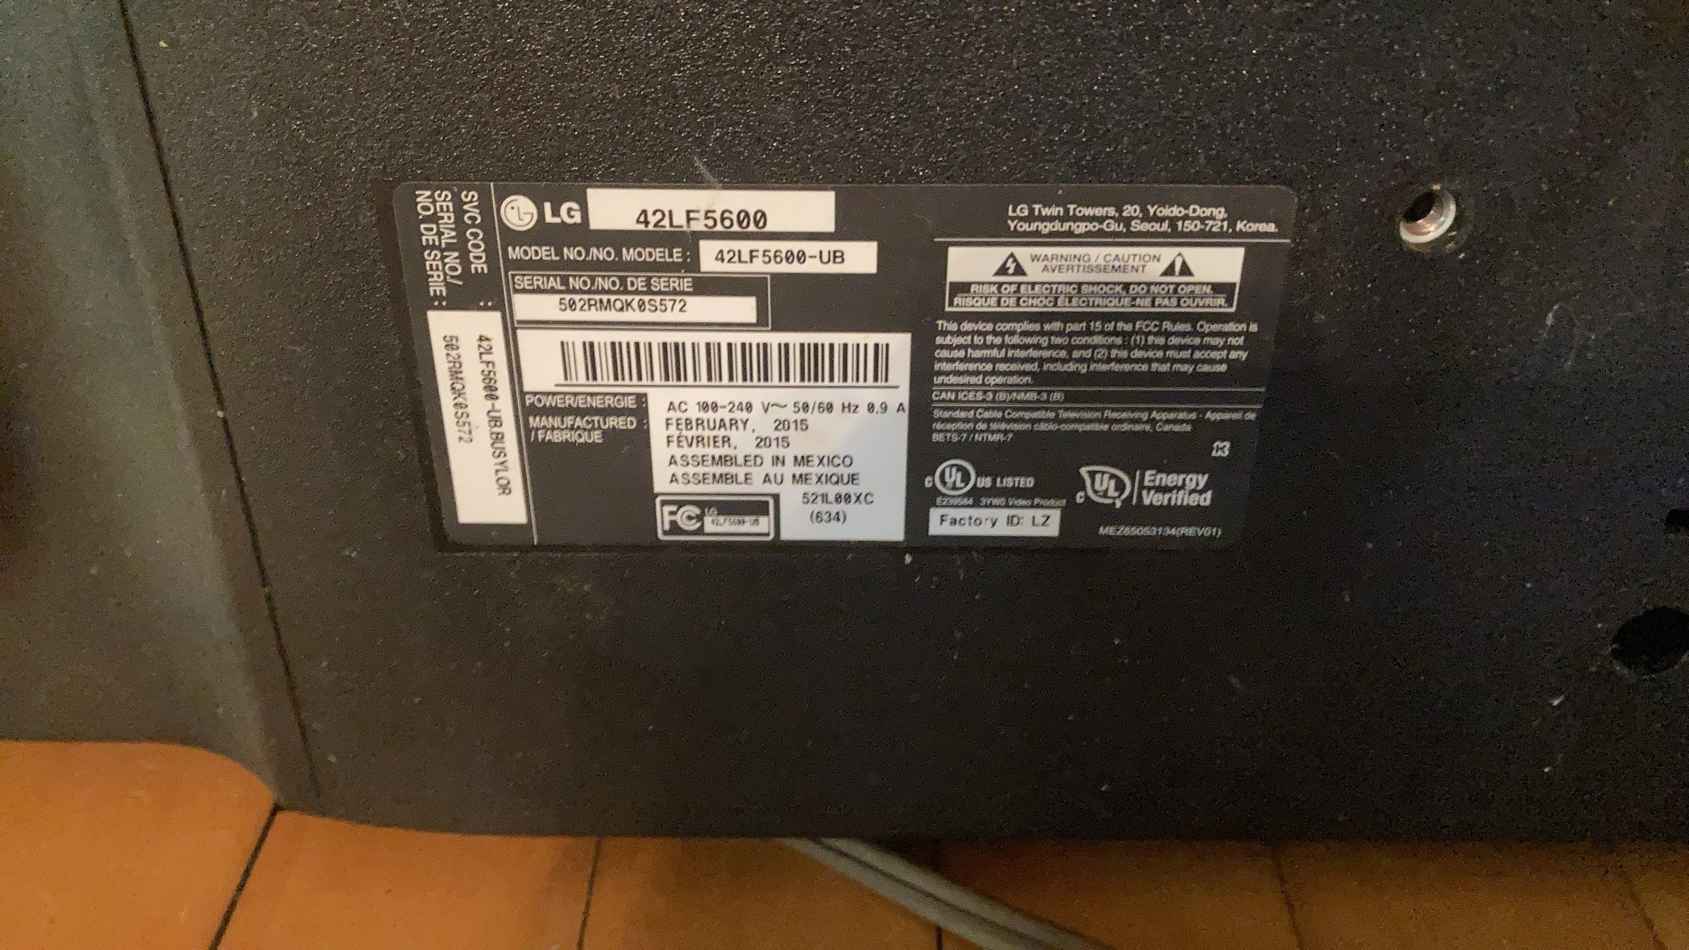 SVC CODE :
SERIAL NO./
NO. DE SERIE :
42LF5600-UB.BUSYLOR
502RMQK0S572
LG 42LF5600
MODEL NO./NO. MODELE : 42LF5600-UB
SERIAL NO./NO. DE SERIE
502RMQK0S572
POWER/ENERGIE : AC 100-240 V~ 50/60 Hz 0.9 A
MANUFACTURED : / FABRIQUE
FEBRUARY, 2015
FÉVRIER, 2015
ASSEMBLED IN MEXICO
ASSEMBLE AU MEXIQUE
521L00XC
(634)
FC LG
42LF5600-UB
LG Twin Towers, 20, Yoido-Dong,
Youngdungpo-Gu, Seoul, 150-721, Korea.
WARNING / CAUTION
AVERTISSEMENT
RISK OF ELECTRIC SHOCK, DO NOT OPEN.
RISQUE DE CHOC ÉLECTRIQUE-NE PAS OUVRIR.
This device complies with part 15 of the FCC Rules. Operation is
subject to the following two conditions : (1) this device may not
cause harmful interference, and (2) this device must accept any
interference received, including interference that may cause
undesired operation.
CAN ICES-3 (B)/NMB-3 (B)
Standard Cable Compatible Television Receiving Apparatus - Appareil de
réception de télévision câblo-compatible ordinaire, Canada
BETS-7 / NTMR-7
03
C UL US LISTED
3YW0 Video Product
C UL Energy
Verified
Factory ID: LZ
MEZ65053134(REV01)